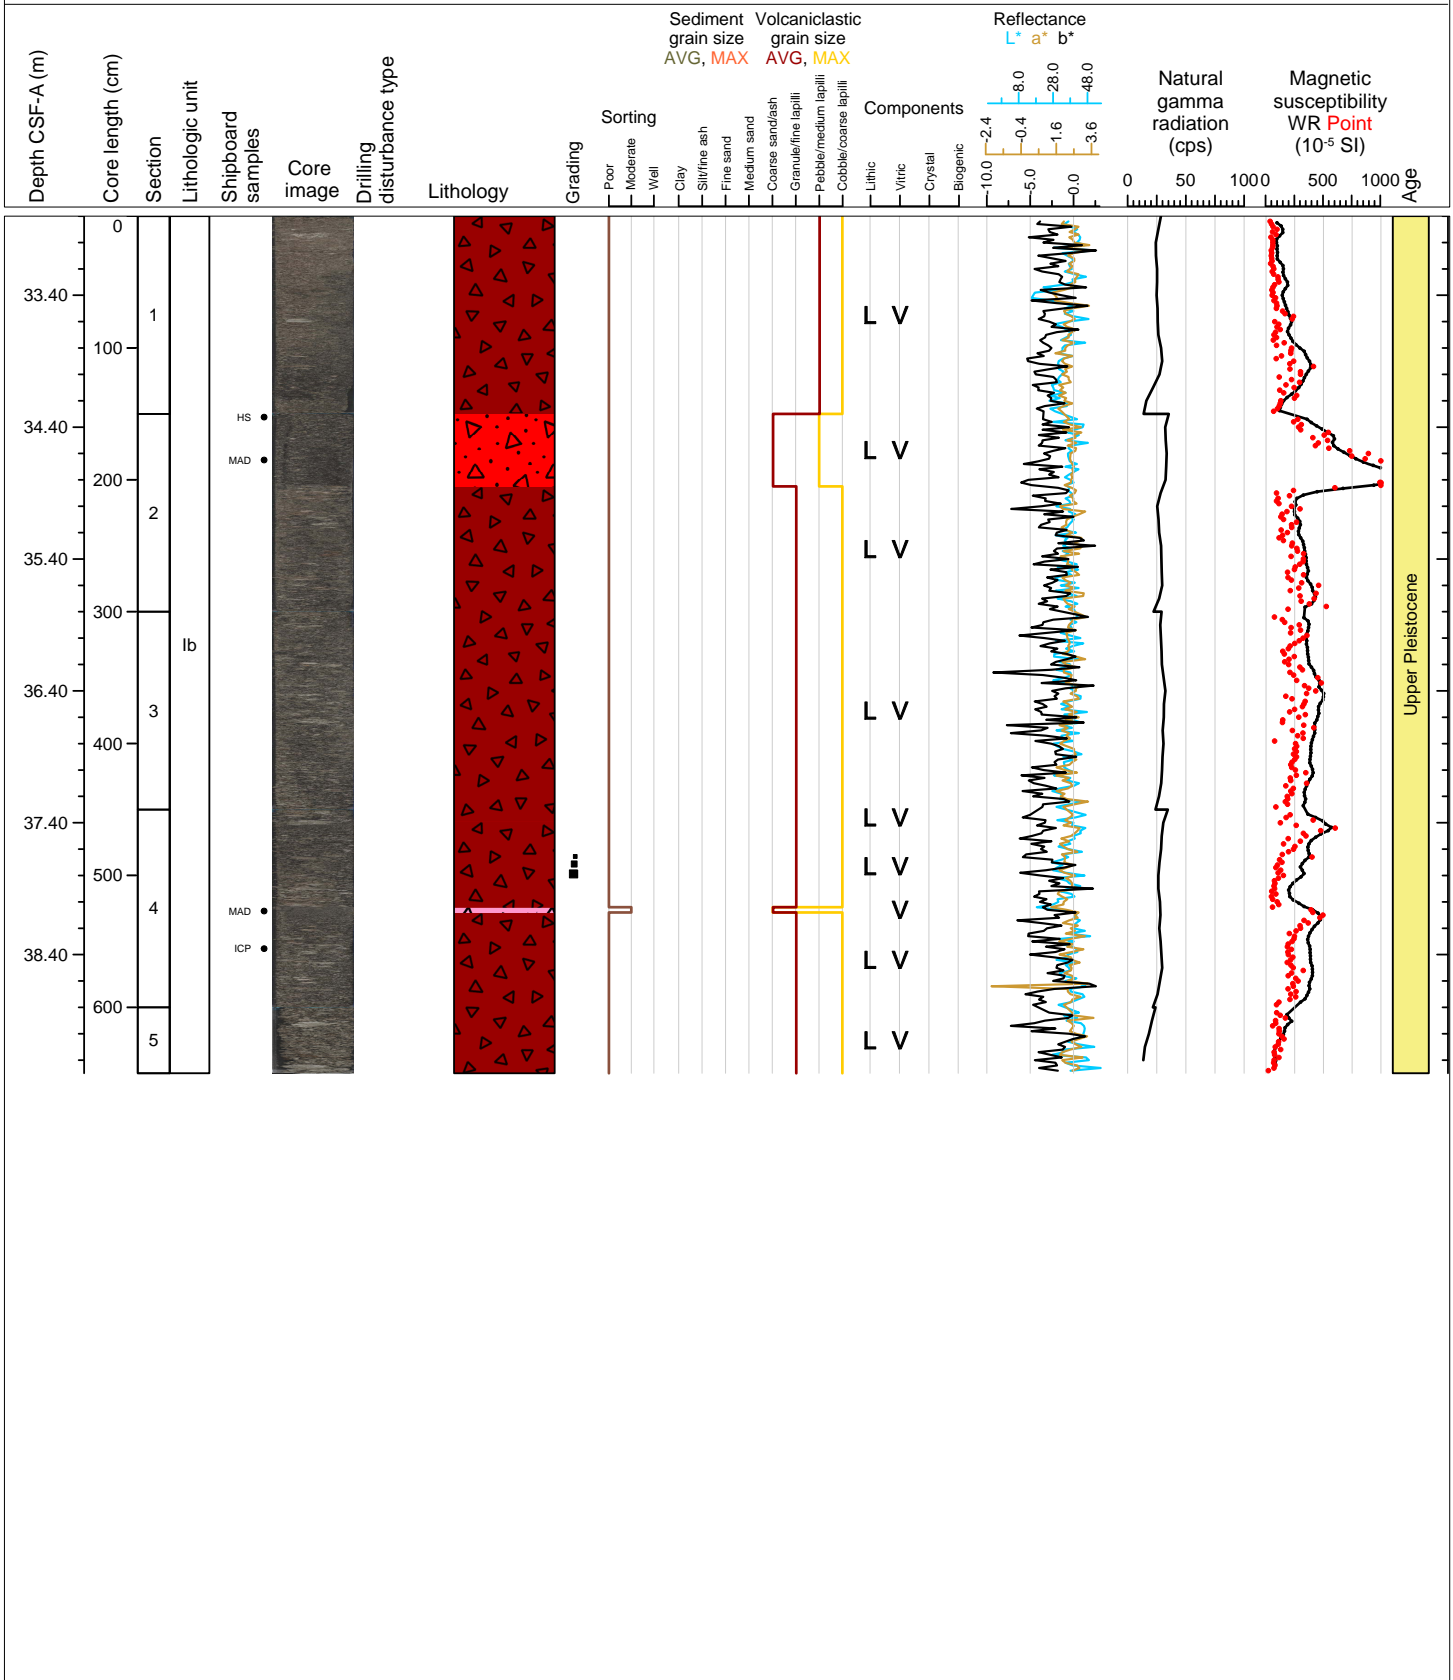 Depth CSF-A (m)
Core length (cm)
Section
Lithologic unit
Shipboard
samples
Core
image
Drilling
disturbance type
Lithology
Grading
Sorting
Poor
Moderate
Well
Sediment
grain size
AVG, MAX
Volcaniclastic
grain size
AVG, MAX
Clay
Silt/fine ash
Fine sand
Medium sand
Coarse sand/ash
Granule/fine lapilli
Pebble/medium lapilli
Cobble/coarse lapilli
Components
Lithic
Vitric
Crystal
Biogenic
Reflectance
L* a* b*
8.0 28.0 48.0
-2.4 -0.4 1.6 3.6
-10.0 -5.0 -0.0
Natural
gamma
radiation
(cps)
0 50 100
Magnetic
susceptibility
WR Point
(10-5 SI)
0 500 1000
Age
0
33.40
1
L V
100
HS
34.40
L V
MAD
200
2
35.40
L V
300
Ib
Upper Pleistocene
36.40
3
L V
400
37.40
L V
L V
500
4
MAD
V
ICP
38.40
L V
600
5
L V